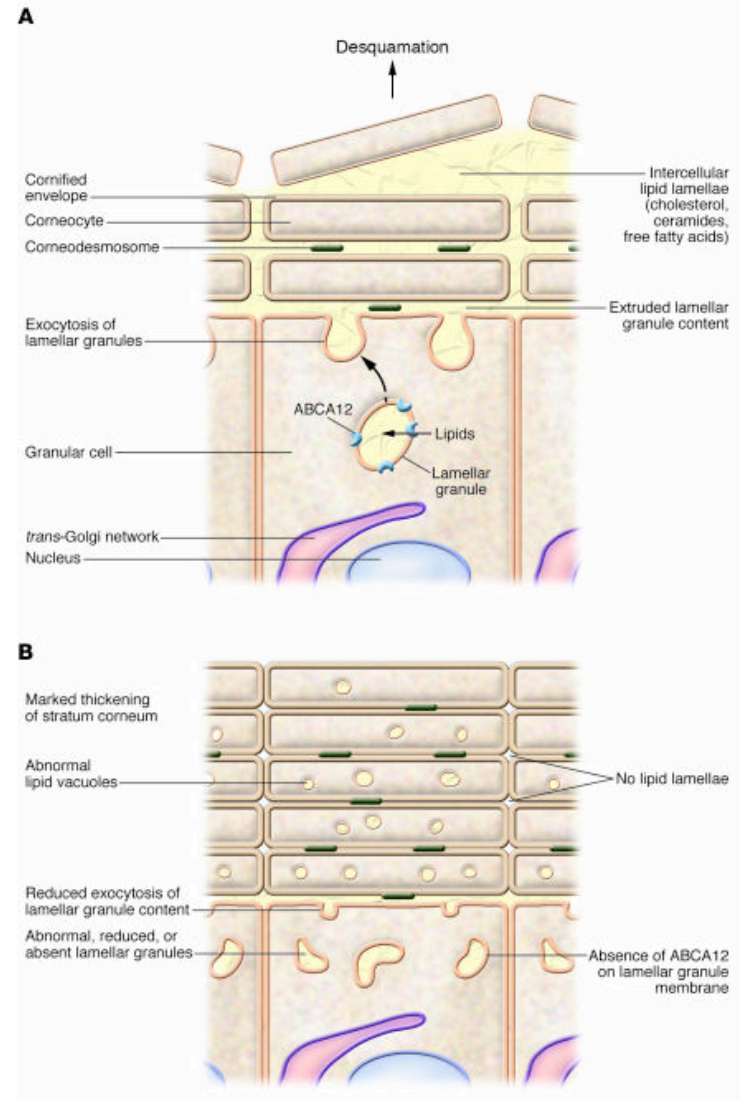 A
Desquamation
Cornified
envelope
Corneocyte
Corneodesmosome
Exocytosis of
lamellar granules
Granular cell
trans-Golgi network
Nucleus
ABCA12
Lipids
Lamellar
granule
Intercellular
lipid lamellae
(cholesterol,
ceramides,
free fatty acids)
Extruded lamellar
granule content
B
Marked thickening
of stratum corneum
Abnormal
lipid vacuoles
Reduced exocytosis of
lamellar granule content
Abnormal, reduced, or
absent lamellar granules
No lipid lamellae
Absence of ABCA12
on lamellar granule
membrane